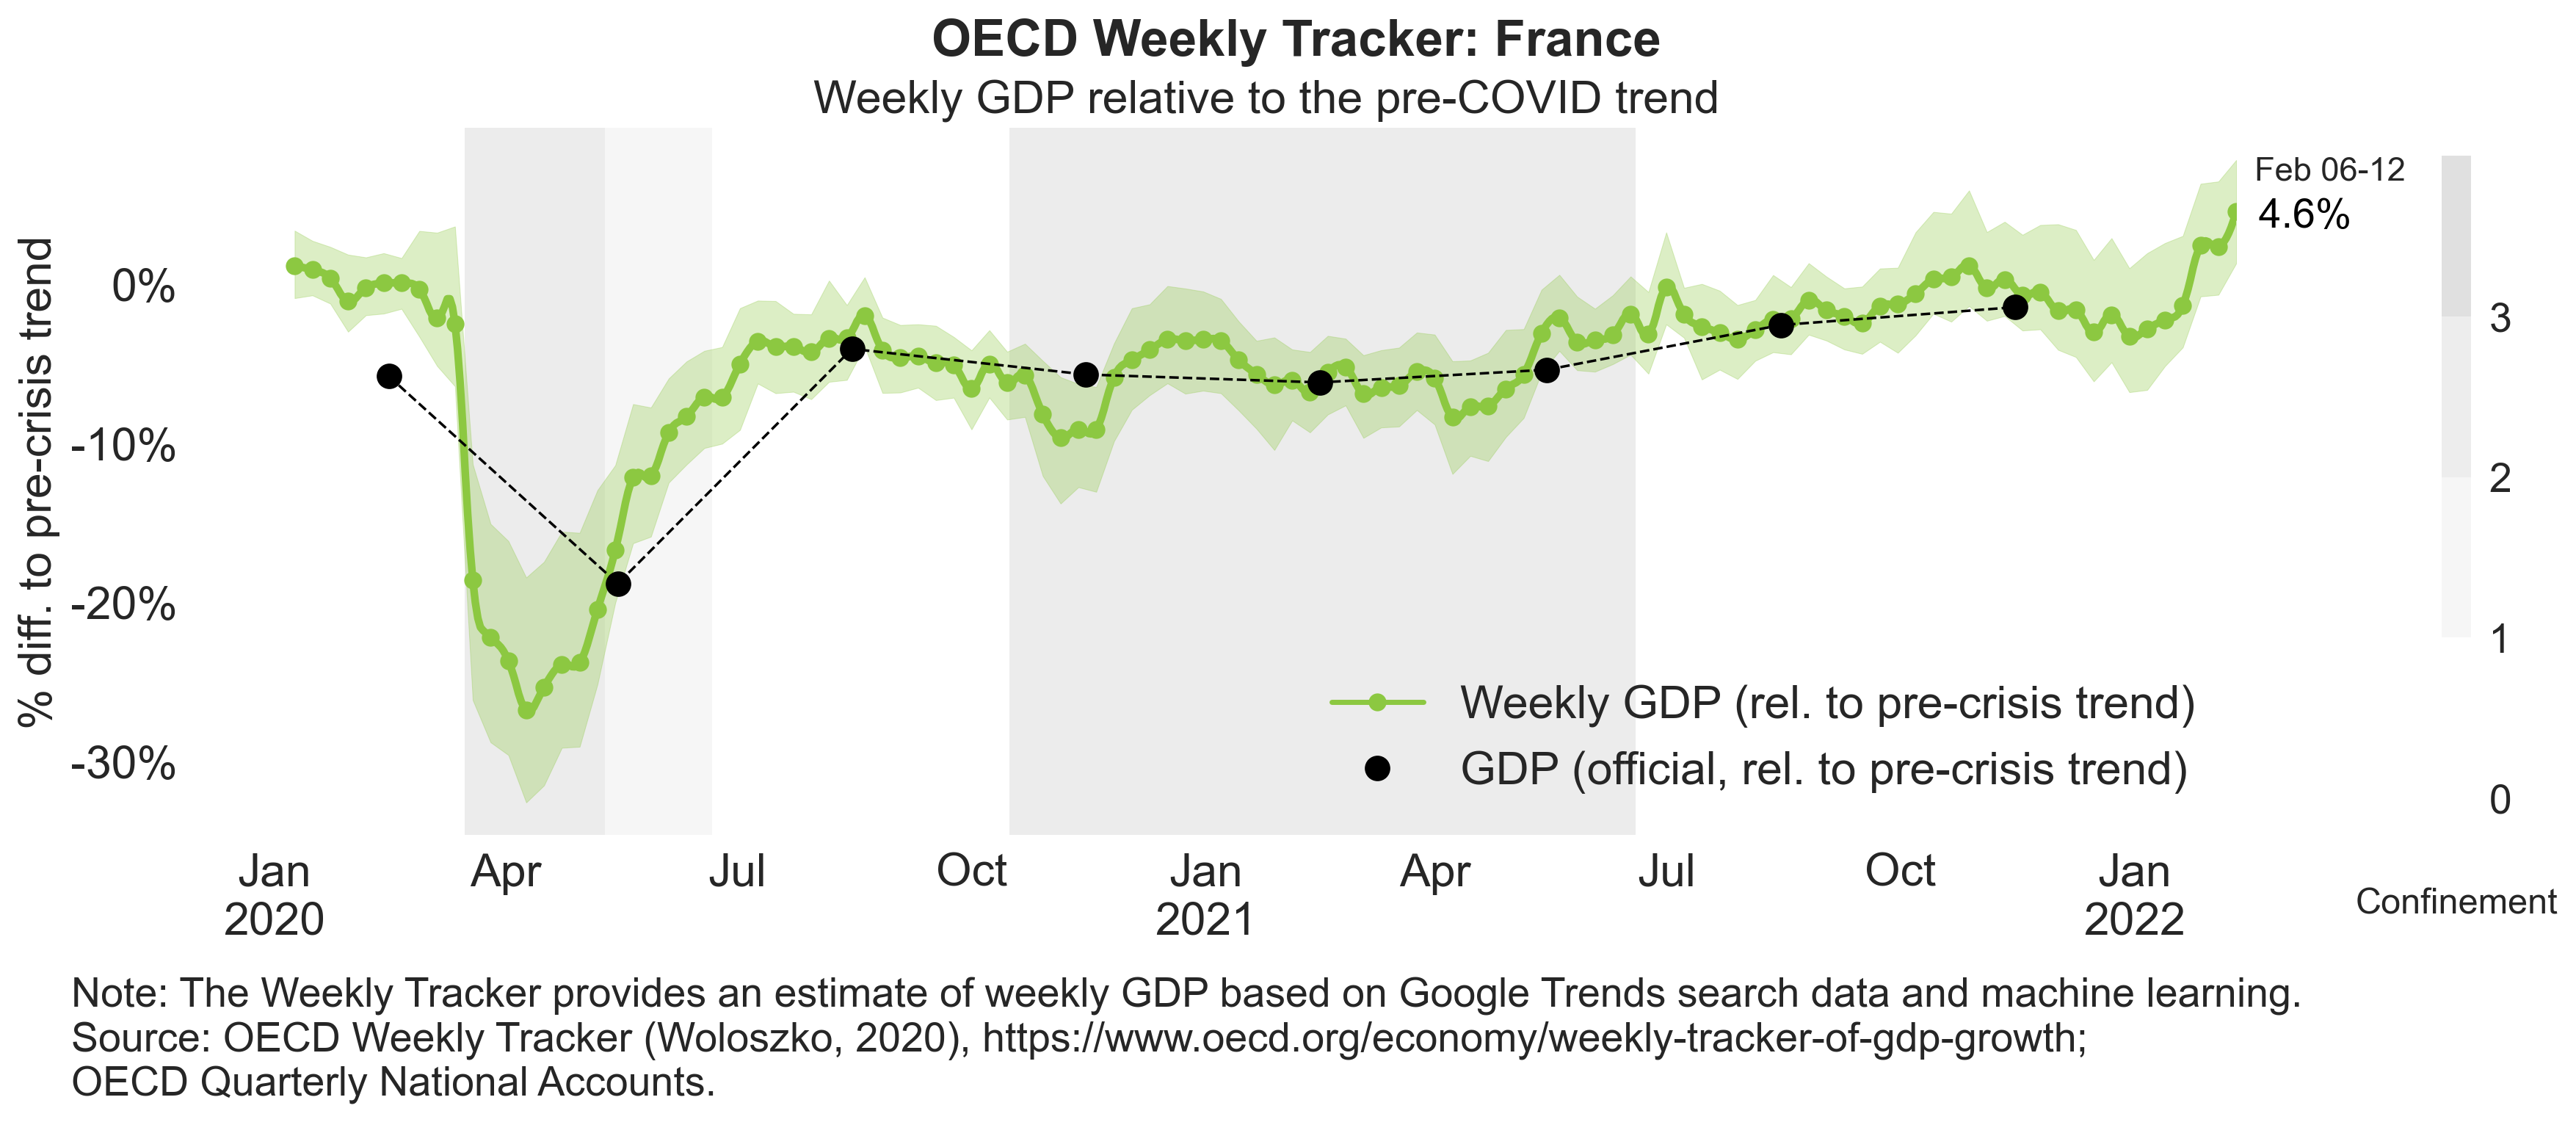 OECD Weekly Tracker: France
Weekly GDP relative to the pre-COVID trend
% diff. to pre-crisis trend
0%
-10%
-20%
-30%
Feb 06-12
4.6%
3
2
1
0
Weekly GDP (rel. to pre-crisis trend)
GDP (official, rel. to pre-crisis trend)
Jan Apr Jul Oct Jan Apr Jul Oct Jan
2020 2021 2022
Confinement
Note: The Weekly Tracker provides an estimate of weekly GDP based on Google Trends search data and machine learning.
Source: OECD Weekly Tracker (Woloszko, 2020), https://www.oecd.org/economy/weekly-tracker-of-gdp-growth;
OECD Quarterly National Accounts.